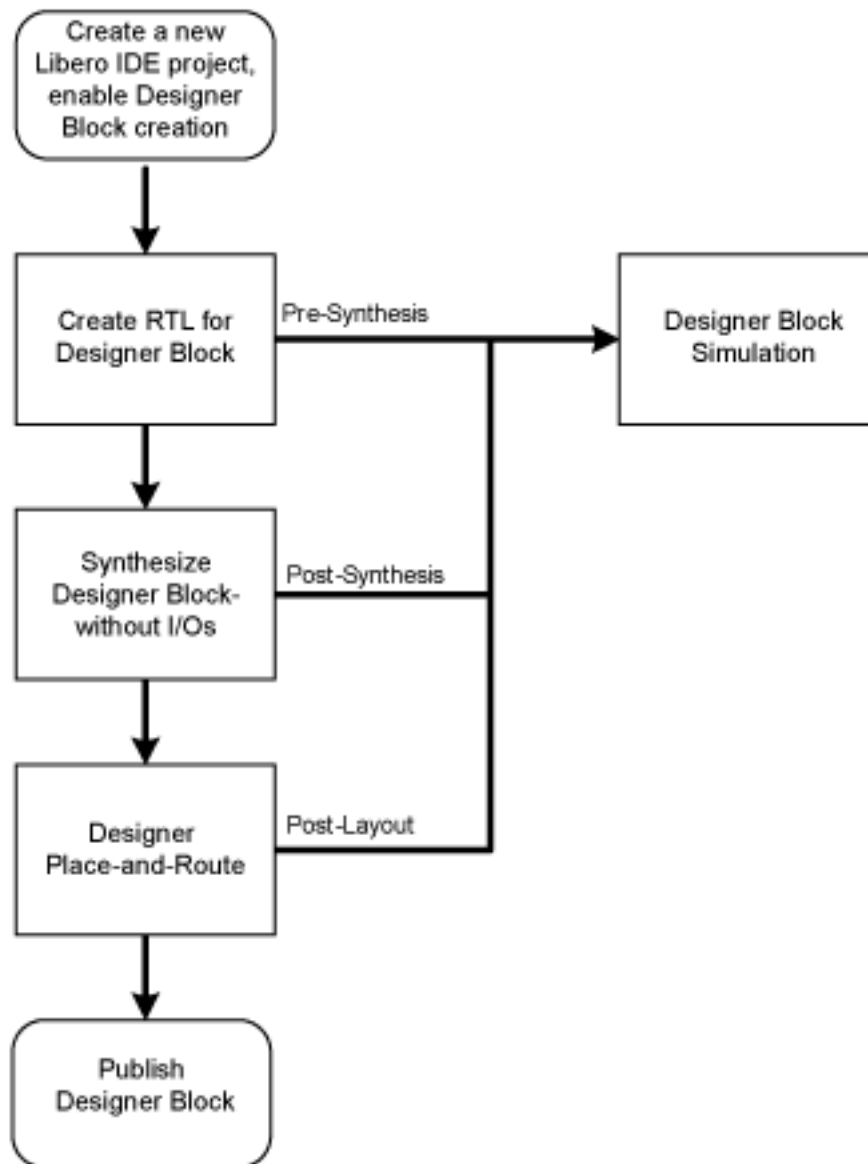 Create a new
Libero IDE project,
enable Designer
Block creation
Create RTL for
Designer Block
Pre-Synthesis
Designer Block
Simulation
Synthesize
Designer Block-
without I/Os
Post-Synthesis
Designer
Place-and-Route
Post-Layout
Publish
Designer Block